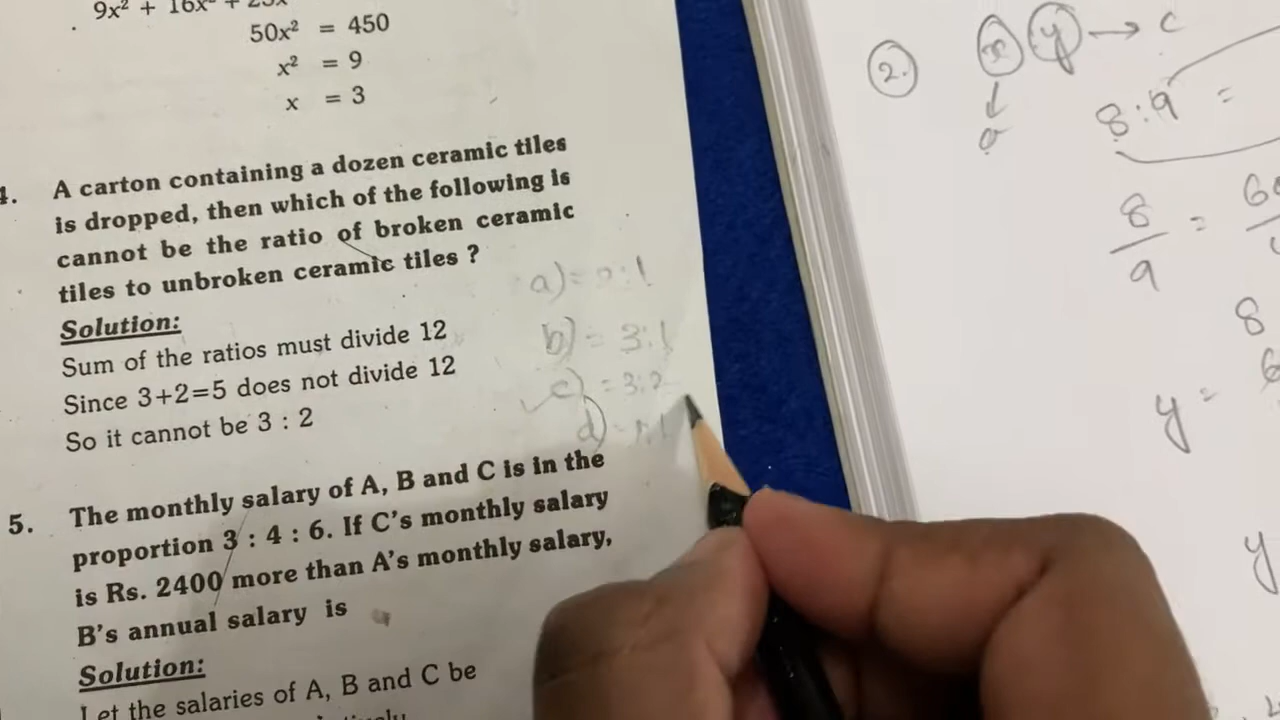 9x² + 16x² + 25x²
50x² = 450
x² = 9
x = 3
4. A carton containing a dozen ceramic tiles
is dropped, then which of the following is
cannot be the ratio of broken ceramic
tiles to unbroken ceramic tiles ?
Solution:
Sum of the ratios must divide 12
Since 3+2=5 does not divide 12
So it cannot be 3 : 2
a) = :1
b) = 3:1
c) = 3:2
d)
5. The monthly salary of A, B and C is in the
proportion 3 : 4 : 6. If C's monthly salary
is Rs. 2400 more than A's monthly salary,
B's annual salary is
Solution:
Let the salaries of A, B and C be
2. x y → c
8:9 =
8/9 =
8
y =
y